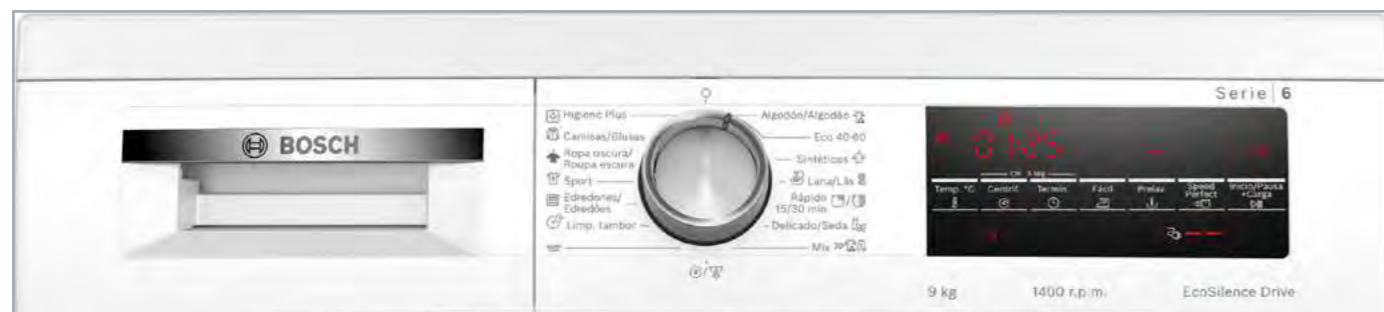 BOSCH
Higiene Plus
Camisas/Blusas
Ropa oscura/
Roupa escura
Sport
Edredones/
Edredões
Limp. tambor
Algodón/Algodão
Eco 40-60
Sintéticos
Lana/Lãs
Rápido
15/30 min
Delicado/Seda
Mix
Serie 6
Temp. °C
Centrif.
Termin.
Fácil
Prelav.
Speed
Perfect
Inicio/Pausa
+Carga
9 kg
1400 r.p.m.
EcoSilence Drive